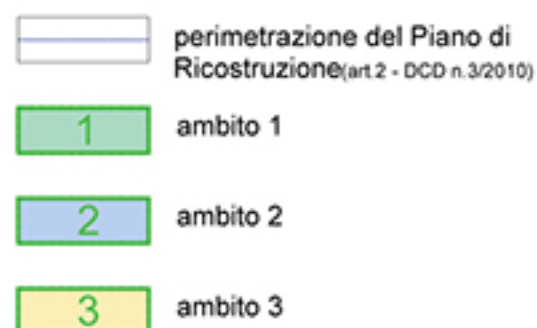 perimetrazione del Piano di
Ricostruzione(art.2 - DCD n.3/2010)
1 ambito 1
2 ambito 2
3 ambito 3